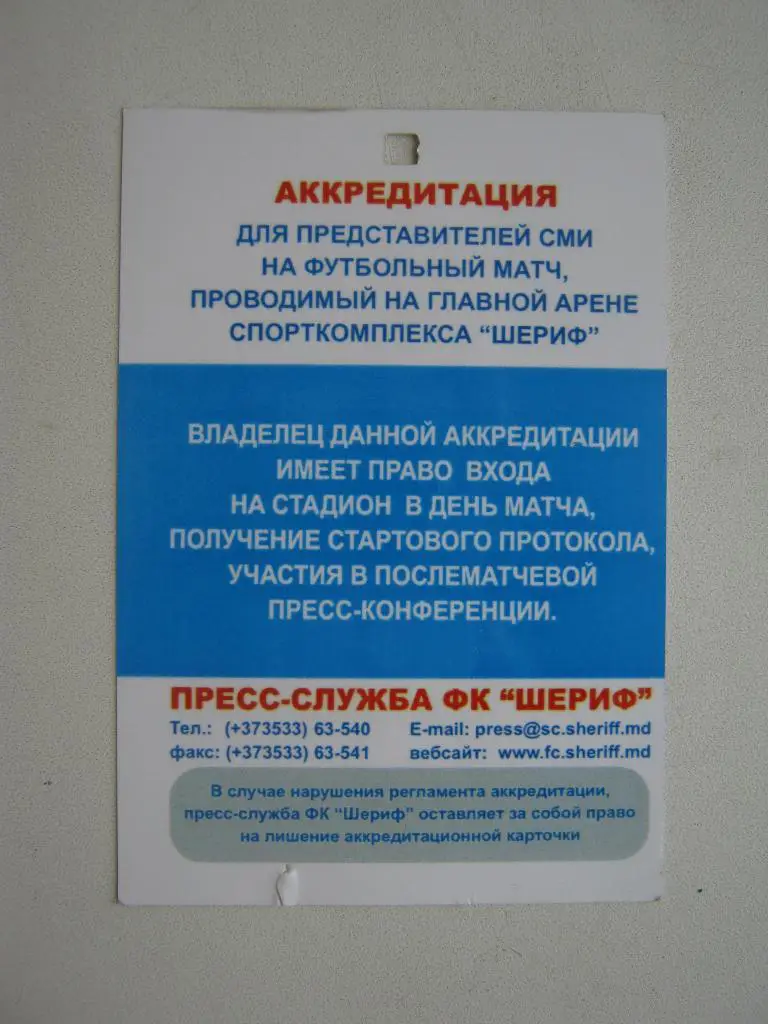 АККРЕДИТАЦИЯ
ДЛЯ ПРЕДСТАВИТЕЛЕЙ СМИ
НА ФУТБОЛЬНЫЙ МАТЧ,
ПРОВОДИМЫЙ НА ГЛАВНОЙ АРЕНЕ
СПОРТКОМПЛЕКСА “ШЕРИФ”
ВЛАДЕЛЕЦ ДАННОЙ АККРЕДИТАЦИИ
ИМЕЕТ ПРАВО ВХОДА
НА СТАДИОН В ДЕНЬ МАТЧА,
ПОЛУЧЕНИЕ СТАРТОВОГО ПРОТОКОЛА,
УЧАСТИЯ В ПОСЛЕМАТЧЕВОЙ
ПРЕСС-КОНФЕРЕНЦИИ.
ПРЕСС-СЛУЖБА ФК “ШЕРИФ”
Тел.: (+373533) 63-540 E-mail: press@sc.sheriff.md
факс: (+373533) 63-541 вебсайт: www.fc.sheriff.md
В случае нарушения регламента аккредитации,
пресс-служба ФК “Шериф” оставляет за собой право
на лишение аккредитационной карточки